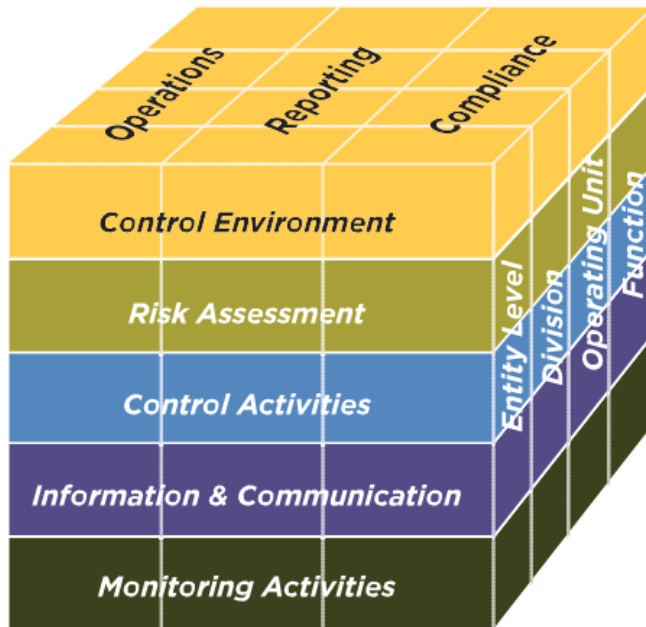 Operations
Reporting
Compliance
Control Environment
Risk Assessment
Control Activities
Information & Communication
Monitoring Activities
Entity Level
Division
Operating Unit
Function